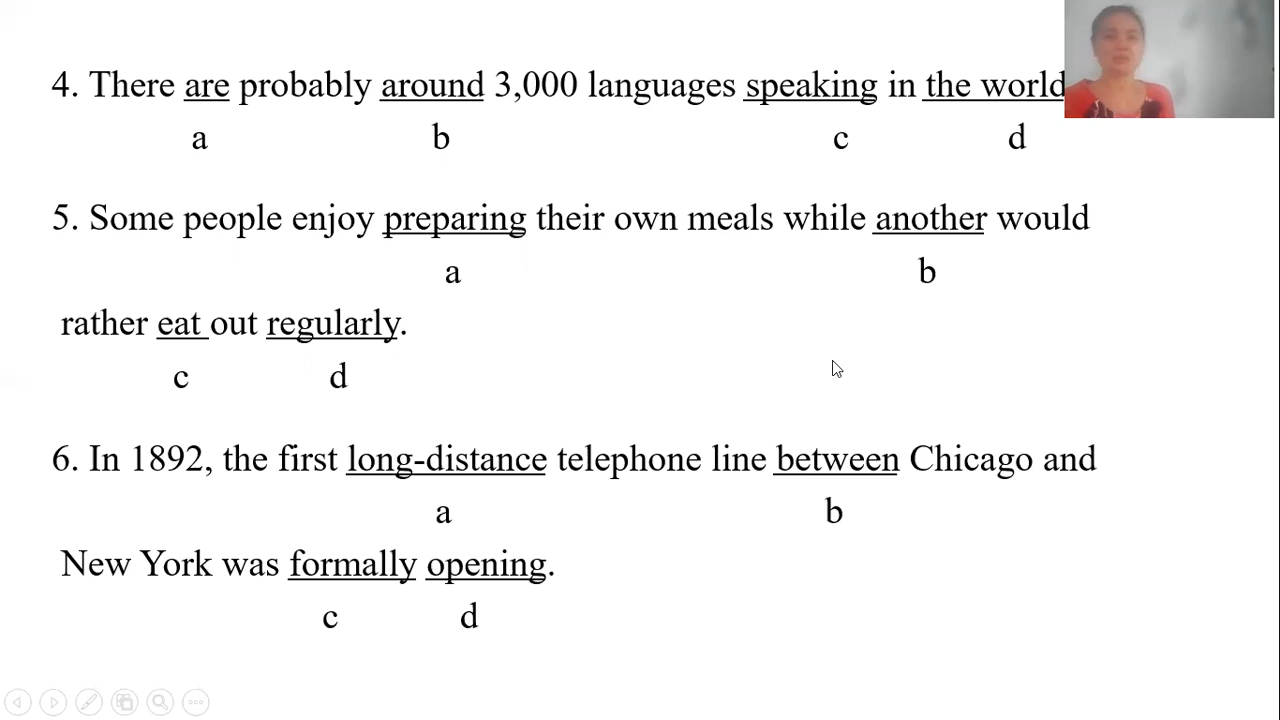 4. There are probably around 3,000 languages speaking in the world
a b c d
5. Some people enjoy preparing their own meals while another would
a b
rather eat out regularly.
c d
6. In 1892, the first long-distance telephone line between Chicago and
a b
New York was formally opening.
c d